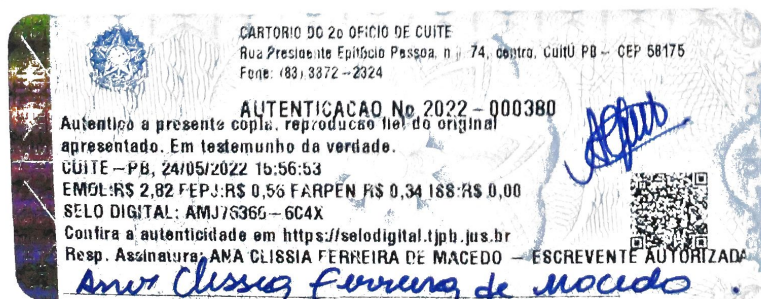 CARTORIO DO 2o OFICIO DE CUITE
Rua Presidente Epitácio Pessoa, n 74, centro, Cuitú PB - CEP 58175
Fone: (83) 3372-2324
AUTENTICACAO No 2022-000380
Autentico a presente copia, reproducao fiel do original
apresentado. Em testemunho da verdade.
CUITE-PB, 24/05/2022 15:56:53
EMOL:R$ 2,82 FEPJ:R$ 0,56 FARPEN R$ 0,34 ISS:R$ 0,00
SELO DIGITAL: AMJ76366-6C4X
Confira a autenticidade em https://selodigital.tjpb.jus.br
Resp. Assinatura: ANA CLISSIA FERREIRA DE MACEDO - ESCREVENTE AUTORIZADA
Ana Clissia Ferreira de Macedo.